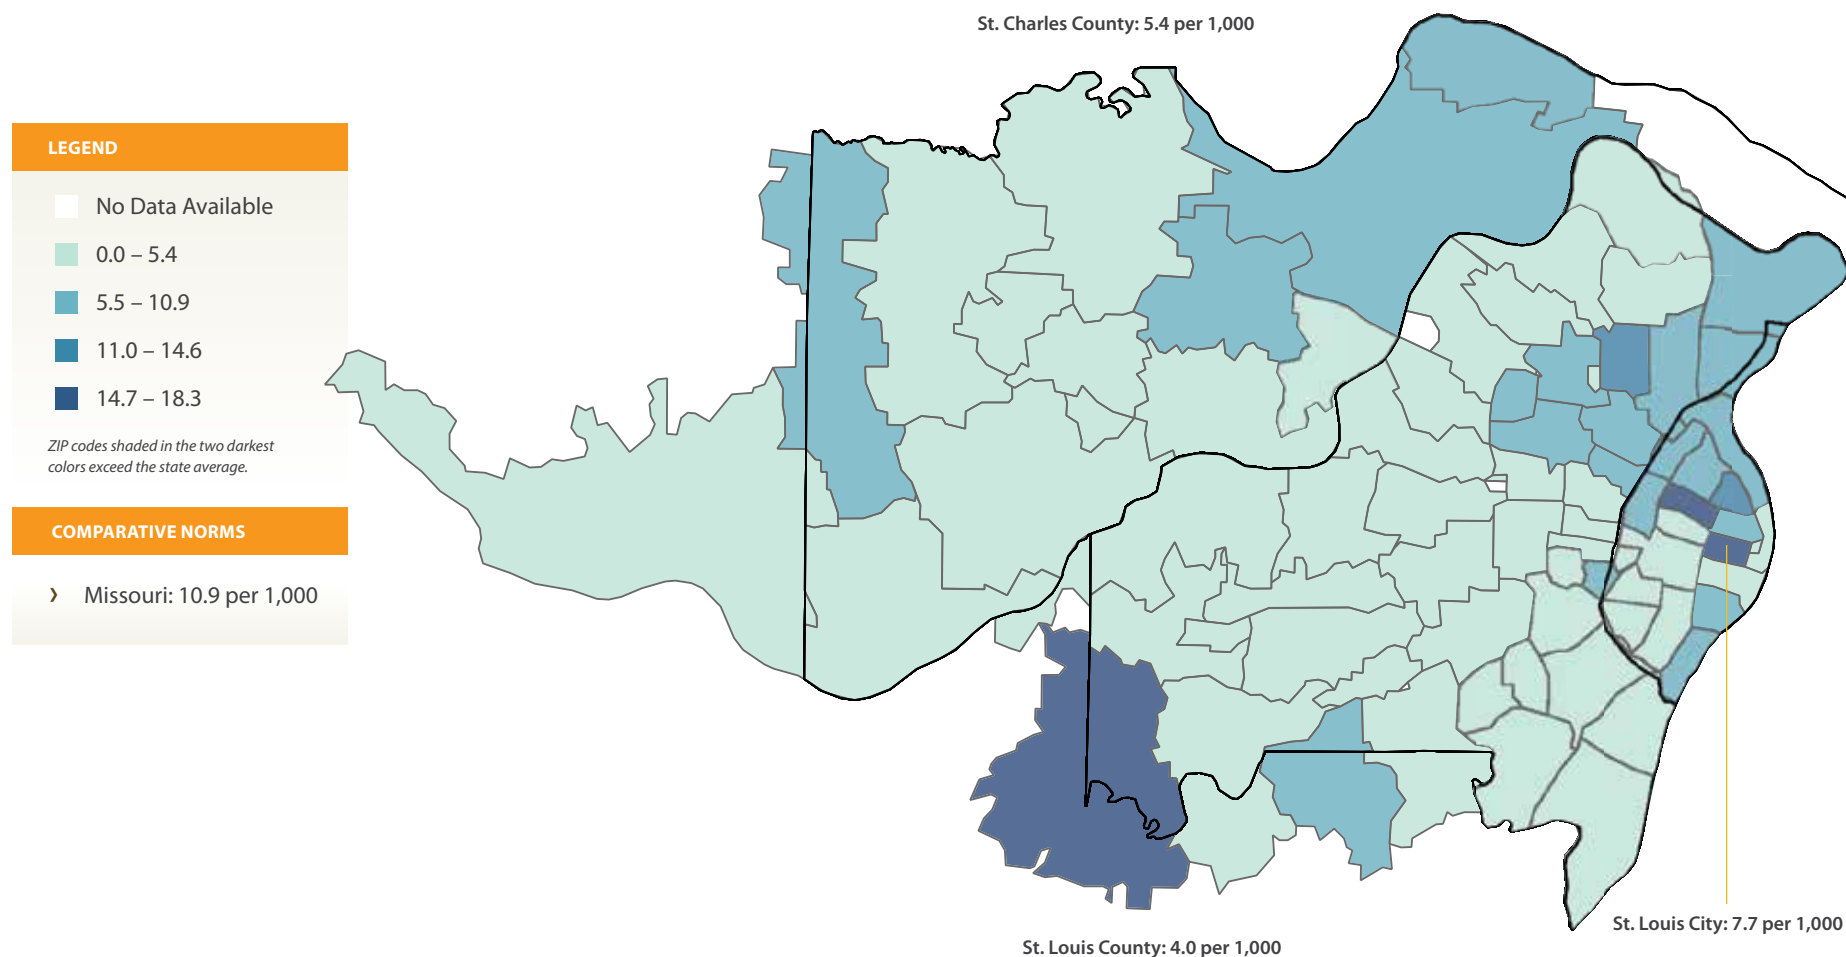 St. Charles County: 5.4 per 1,000
LEGEND
No Data Available
0.0 – 5.4
5.5 – 10.9
11.0 – 14.6
14.7 – 18.3
ZIP codes shaded in the two darkest
colors exceed the state average.
COMPARATIVE NORMS
› Missouri: 10.9 per 1,000
St. Louis City: 7.7 per 1,000
St. Louis County: 4.0 per 1,000